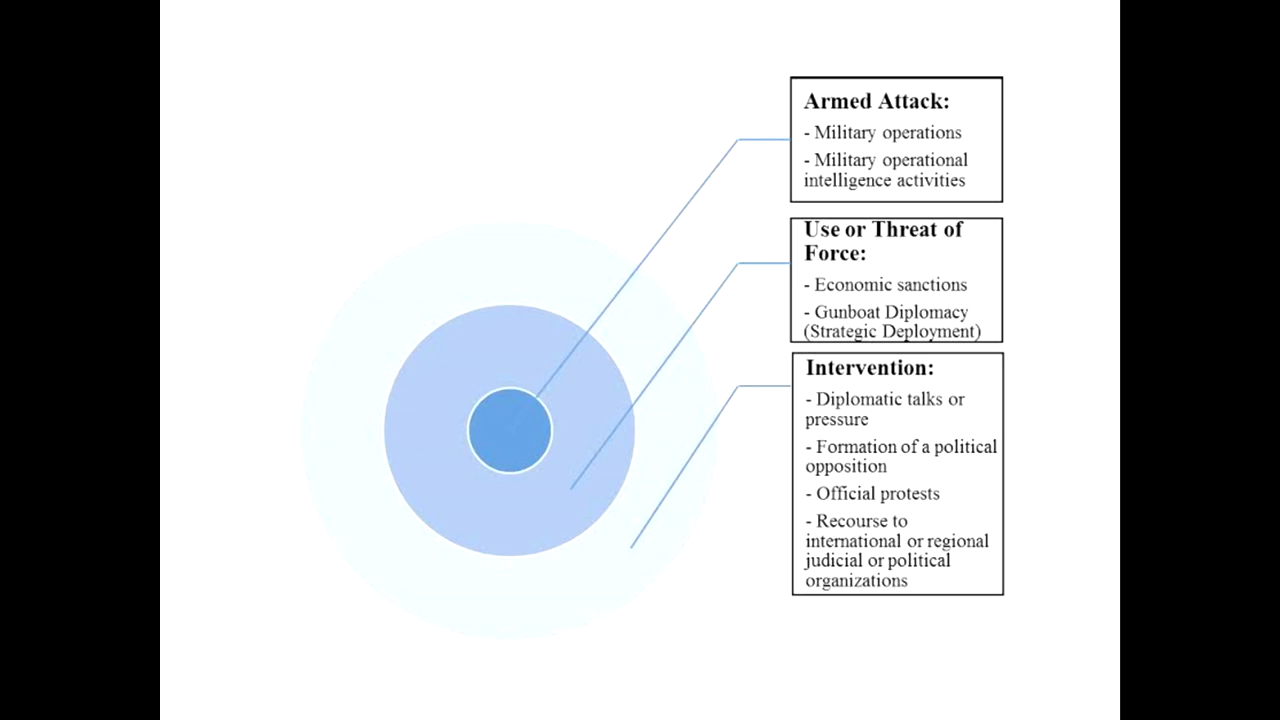 Armed Attack:
- Military operations
- Military operational
intelligence activities
Use or Threat of
Force:
- Economic sanctions
- Gunboat Diplomacy
(Strategic Deployment)
Intervention:
- Diplomatic talks or
pressure
- Formation of a political
opposition
- Official protests
- Recourse to
international or regional
judicial or political
organizations